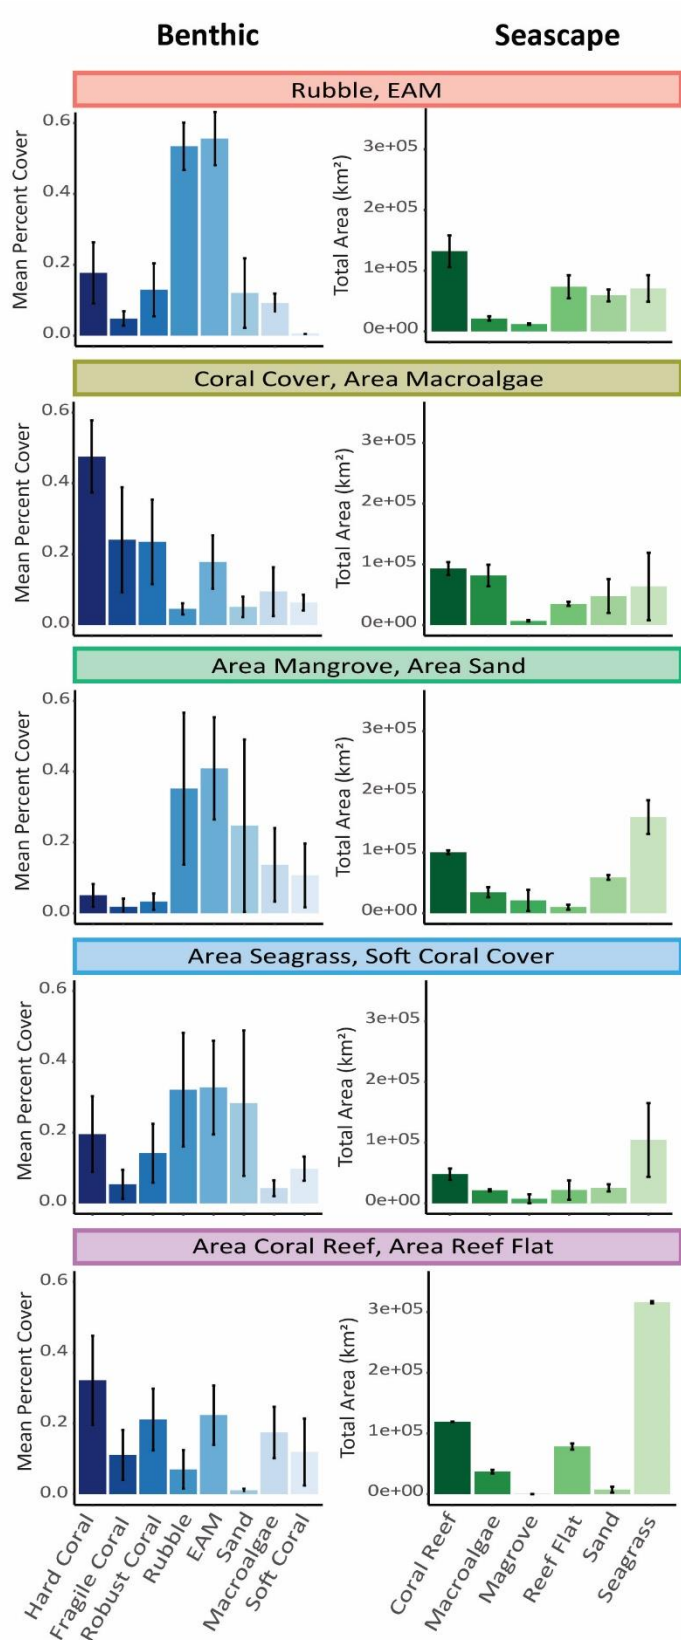 Benthic
Seascape
Rubble, EAM
Mean Percent Cover
0.6
0.4
0.2
0.0
Total Area (km²)
3e+05
2e+05
1e+05
0e+00
Coral Cover, Area Macroalgae
Mean Percent Cover
0.6
0.4
0.2
0.0
Total Area (km²)
3e+05
2e+05
1e+05
0e+00
Area Mangrove, Area Sand
Mean Percent Cover
0.6
0.4
0.2
0.0
Total Area (km²)
3e+05
2e+05
1e+05
0e+00
Area Seagrass, Soft Coral Cover
Mean Percent Cover
0.6
0.4
0.2
0.0
Total Area (km²)
3e+05
2e+05
1e+05
0e+00
Area Coral Reef, Area Reef Flat
Mean Percent Cover
0.6
0.4
0.2
0.0
Total Area (km²)
3e+05
2e+05
1e+05
0e+00
Hard Coral
Fragile Coral
Robust Coral
Rubble
EAM
Sand
Macroalgae
Soft Coral
Coral Reef
Macroalgae
Magrove
Reef Flat
Sand
Seagrass